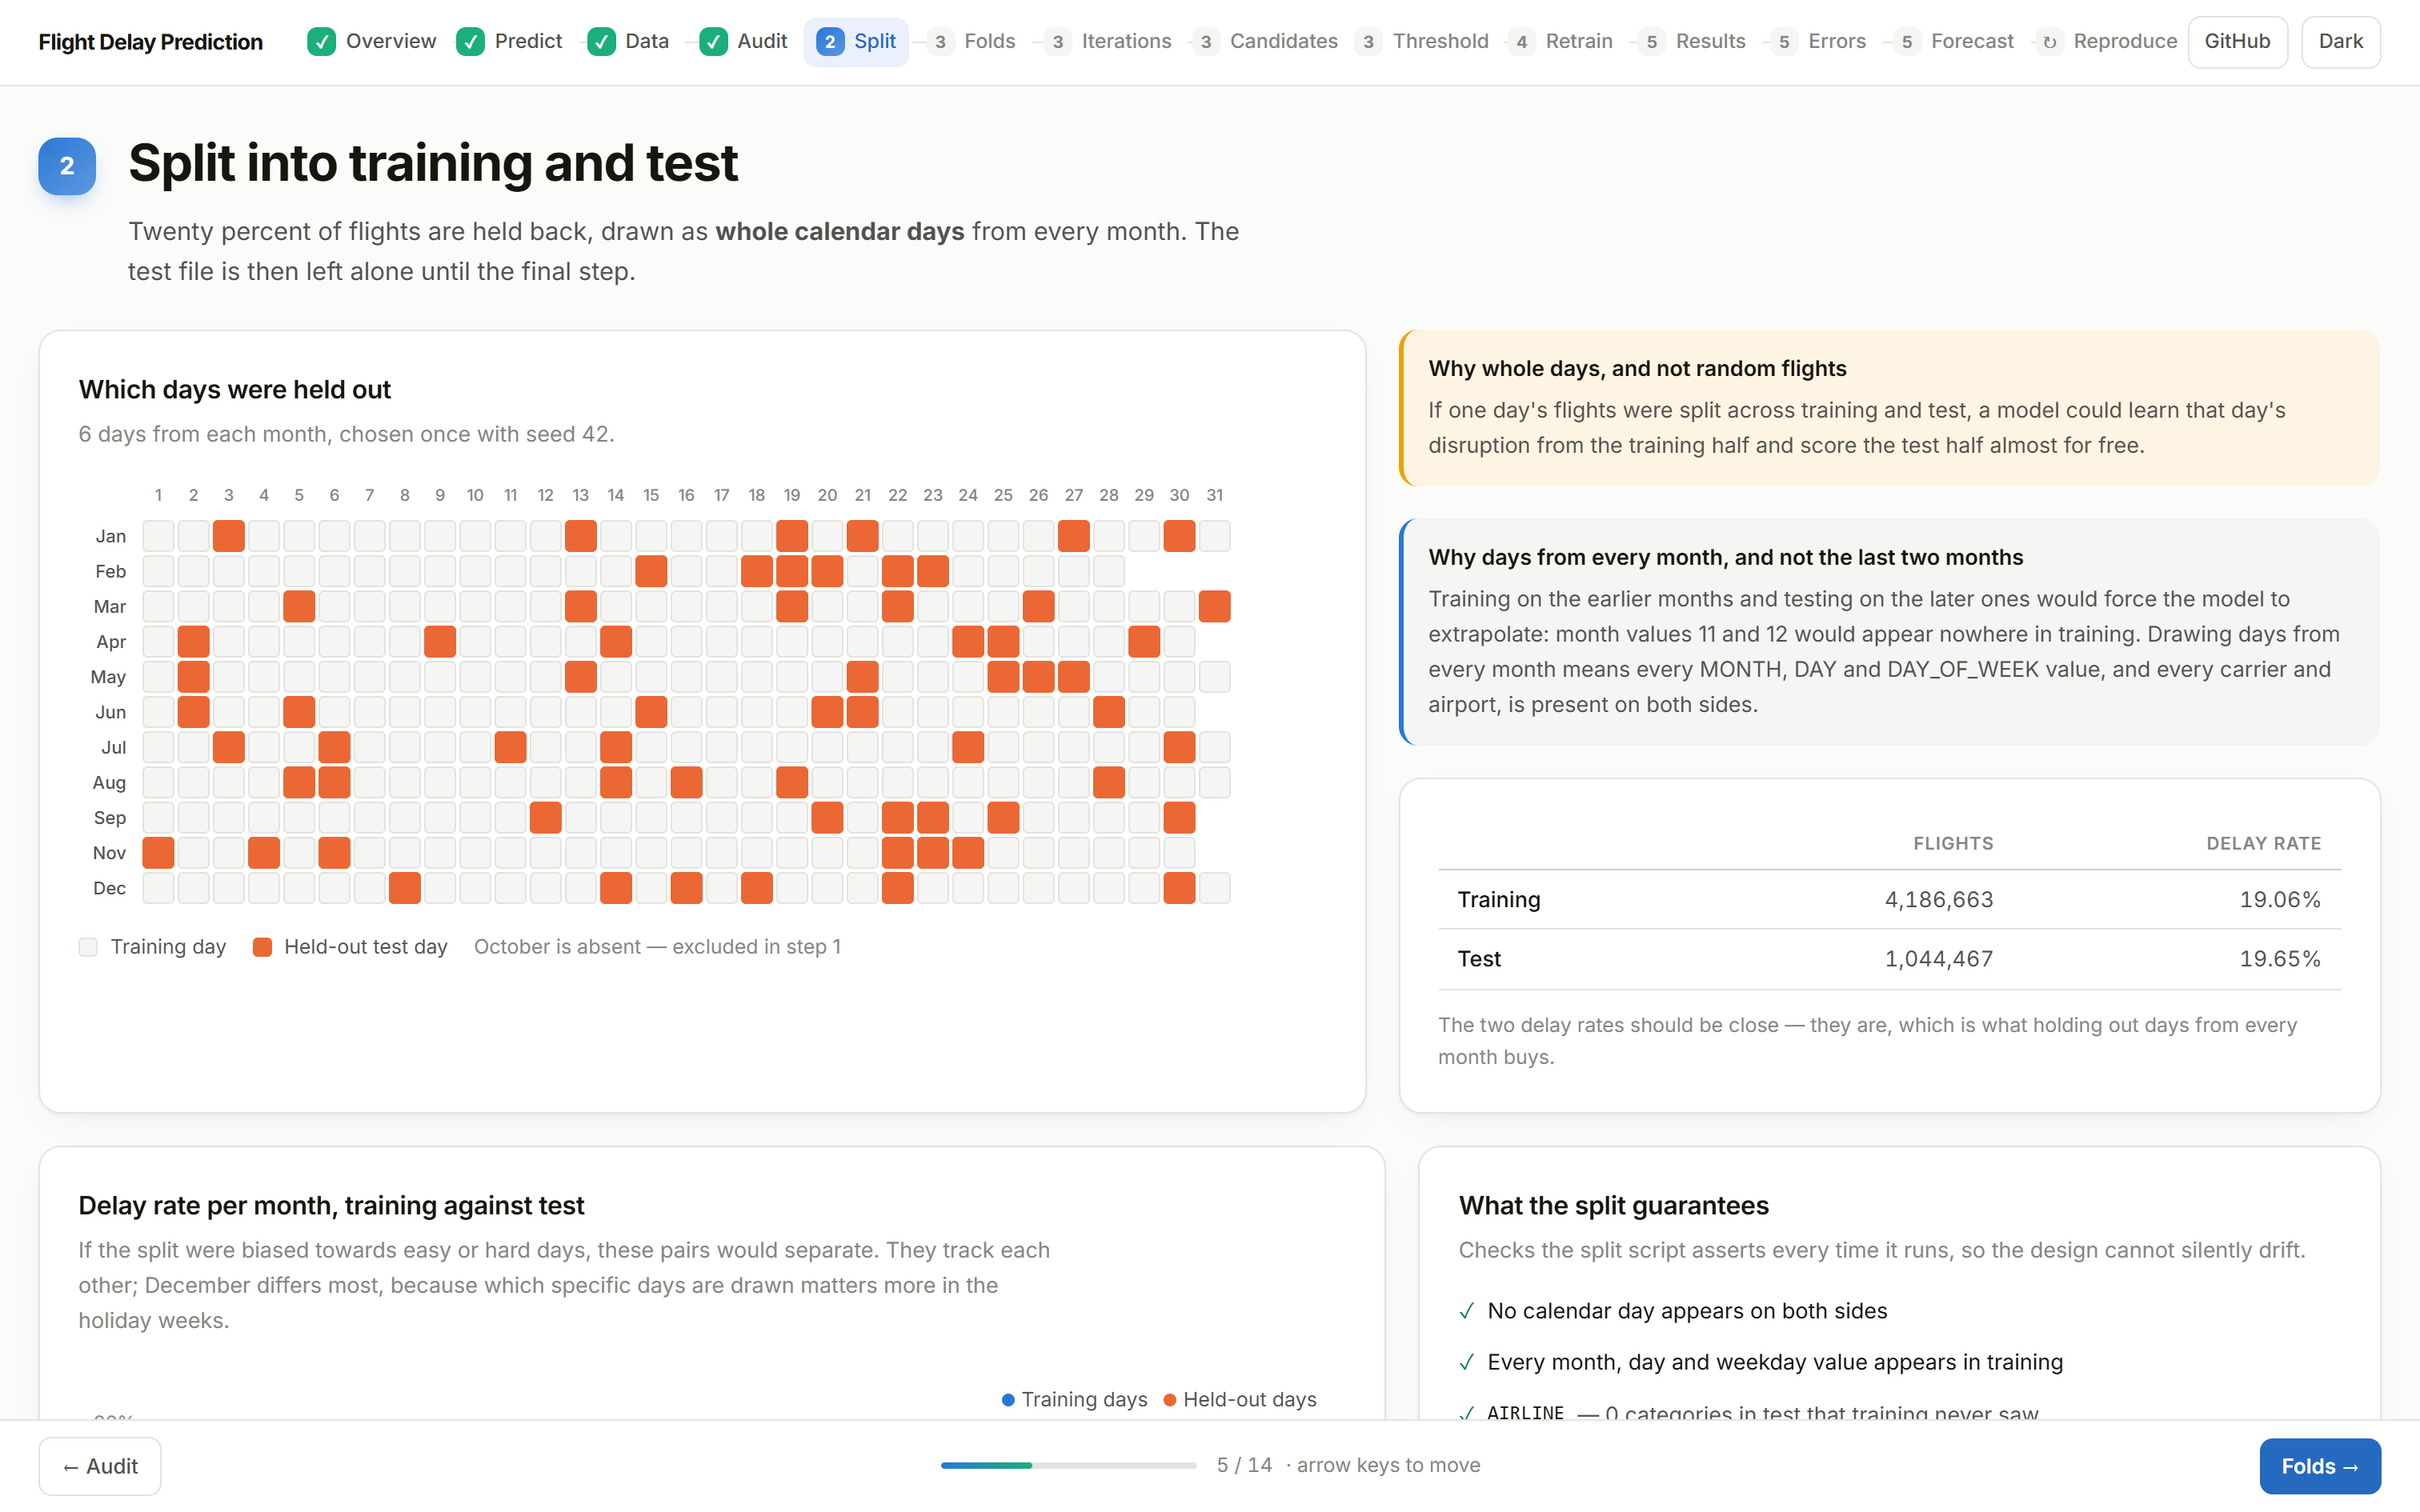 Flight Delay Prediction
Overview
Predict
Data
Audit
2 Split
3 Folds
3 Iterations
3 Candidates
3 Threshold
4 Retrain
5 Results
5 Errors
5 Forecast
↻ Reproduce
GitHub
Dark
2
Split into training and test
Twenty percent of flights are held back, drawn as whole calendar days from every month. The
test file is then left alone until the final step.
Which days were held out
6 days from each month, chosen once with seed 42.
1 2 3 4 5 6 7 8 9 10 11 12 13 14 15 16 17 18 19 20 21 22 23 24 25 26 27 28 29 30 31
Jan
Feb
Mar
Apr
May
Jun
Jul
Aug
Sep
Nov
Dec
Training day
Held-out test day
October is absent — excluded in step 1
Why whole days, and not random flights
If one day's flights were split across training and test, a model could learn that day's
disruption from the training half and score the test half almost for free.
Why days from every month, and not the last two months
Training on the earlier months and testing on the later ones would force the model to
extrapolate: month values 11 and 12 would appear nowhere in training. Drawing days from
every month means every MONTH, DAY and DAY_OF_WEEK value, and every carrier and
airport, is present on both sides.
FLIGHTS DELAY RATE
Training 4,186,663 19.06%
Test 1,044,467 19.65%
The two delay rates should be close — they are, which is what holding out days from every
month buys.
Delay rate per month, training against test
If the split were biased towards easy or hard days, these pairs would separate. They track each
other; December differs most, because which specific days are drawn matters more in the
holiday weeks.
Training days
Held-out days
What the split guarantees
Checks the split script asserts every time it runs, so the design cannot silently drift.
✓ No calendar day appears on both sides
✓ Every month, day and weekday value appears in training
✓ AIRLINE — 0 categories in test that training never saw
← Audit
5 / 14 · arrow keys to move
Folds →